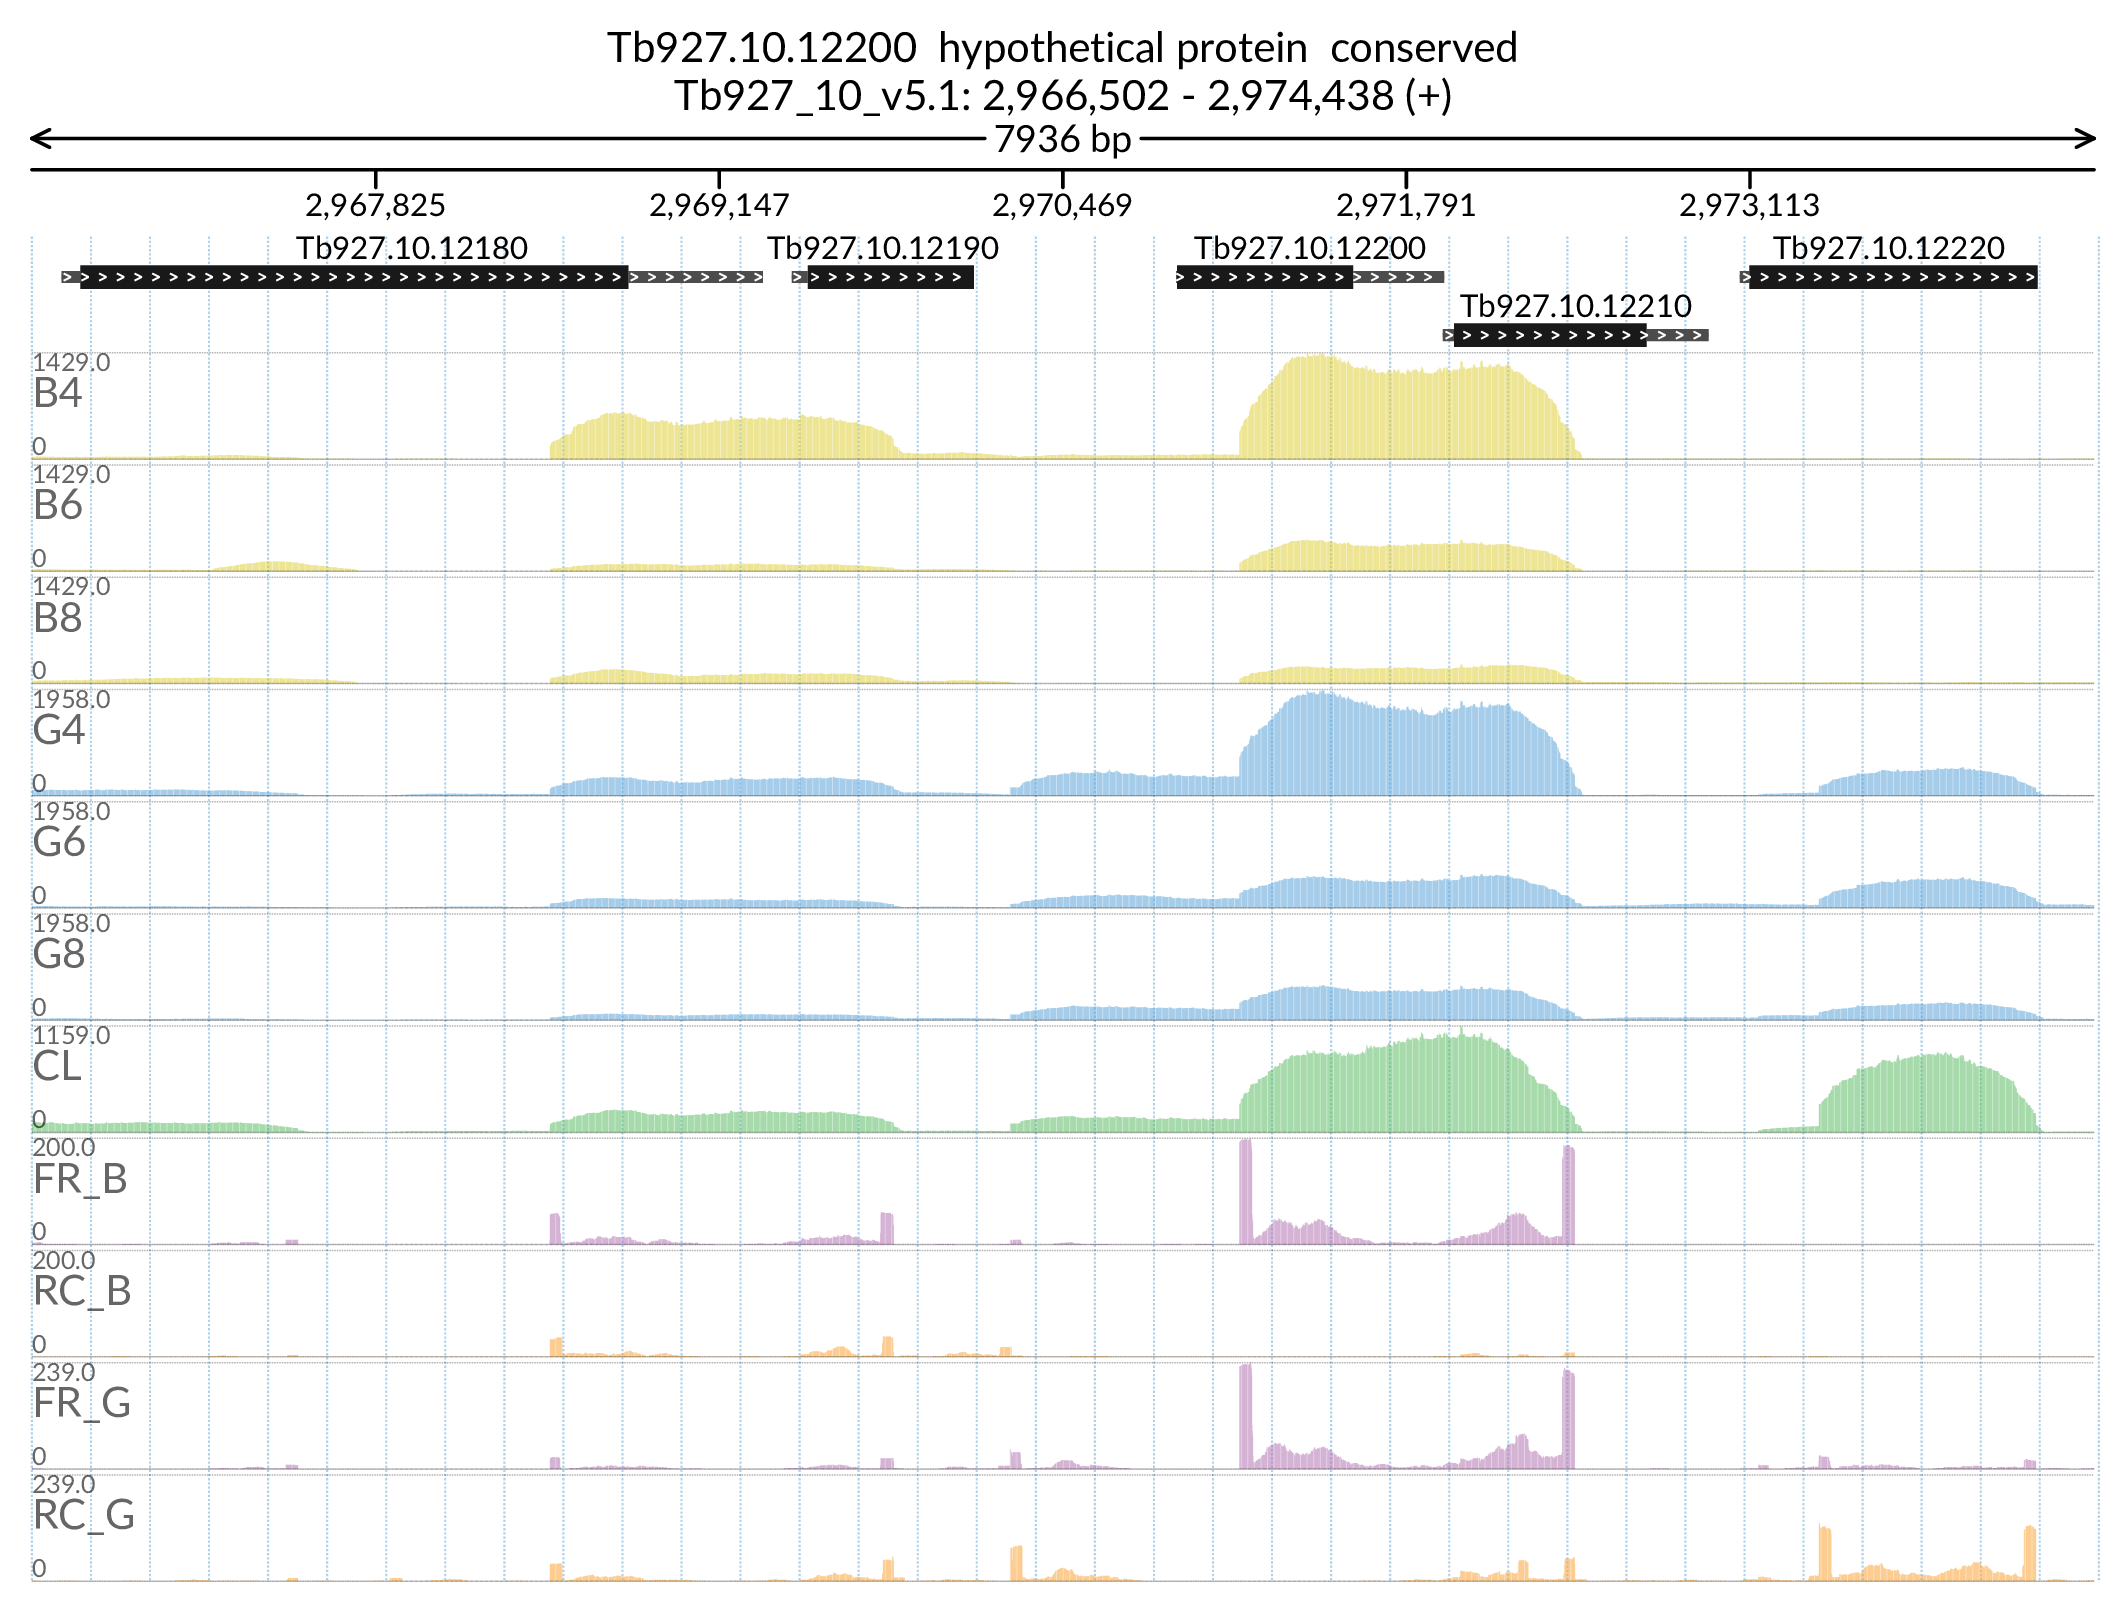 Tb927.10.12200  hypothetical protein  conserved
Tb927_10_v5.1: 2,966,502 - 2,974,438 (+)
7936 bp
2,967,825 2,969,147 2,970,469 2,971,791 2,973,113
Tb927.10.12180 Tb927.10.12190 Tb927.10.12200 Tb927.10.12220
Tb927.10.12210
1429.0
B4
0
1429.0
B6
0
1429.0
B8
0
1958.0
G4
0
1958.0
G6
0
1958.0
G8
0
1159.0
CL
0
200.0
FR_B
0
200.0
RC_B
0
239.0
FR_G
0
239.0
RC_G
0